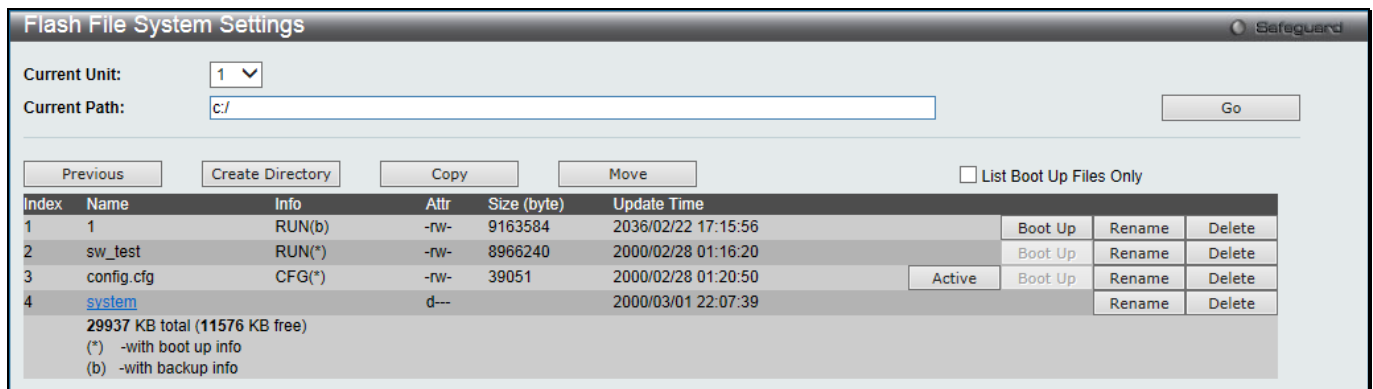 Flash File System Settings Safeguard
Current Unit: 1
Current Path: c:/ Go
Previous Create Directory Copy Move List Boot Up Files Only
Index Name Info Attr Size (byte) Update Time
1 1 RUN(b) -rw- 9163584 2036/02/22 17:15:56 Boot Up Rename Delete
2 sw_test RUN(*) -rw- 8966240 2000/02/28 01:16:20 Boot Up Rename Delete
3 config.cfg CFG(*) -rw- 39051 2000/02/28 01:20:50 Active Boot Up Rename Delete
4 system d--- 2000/03/01 22:07:39 Rename Delete
29937 KB total (11576 KB free)
(*) -with boot up info
(b) -with backup info